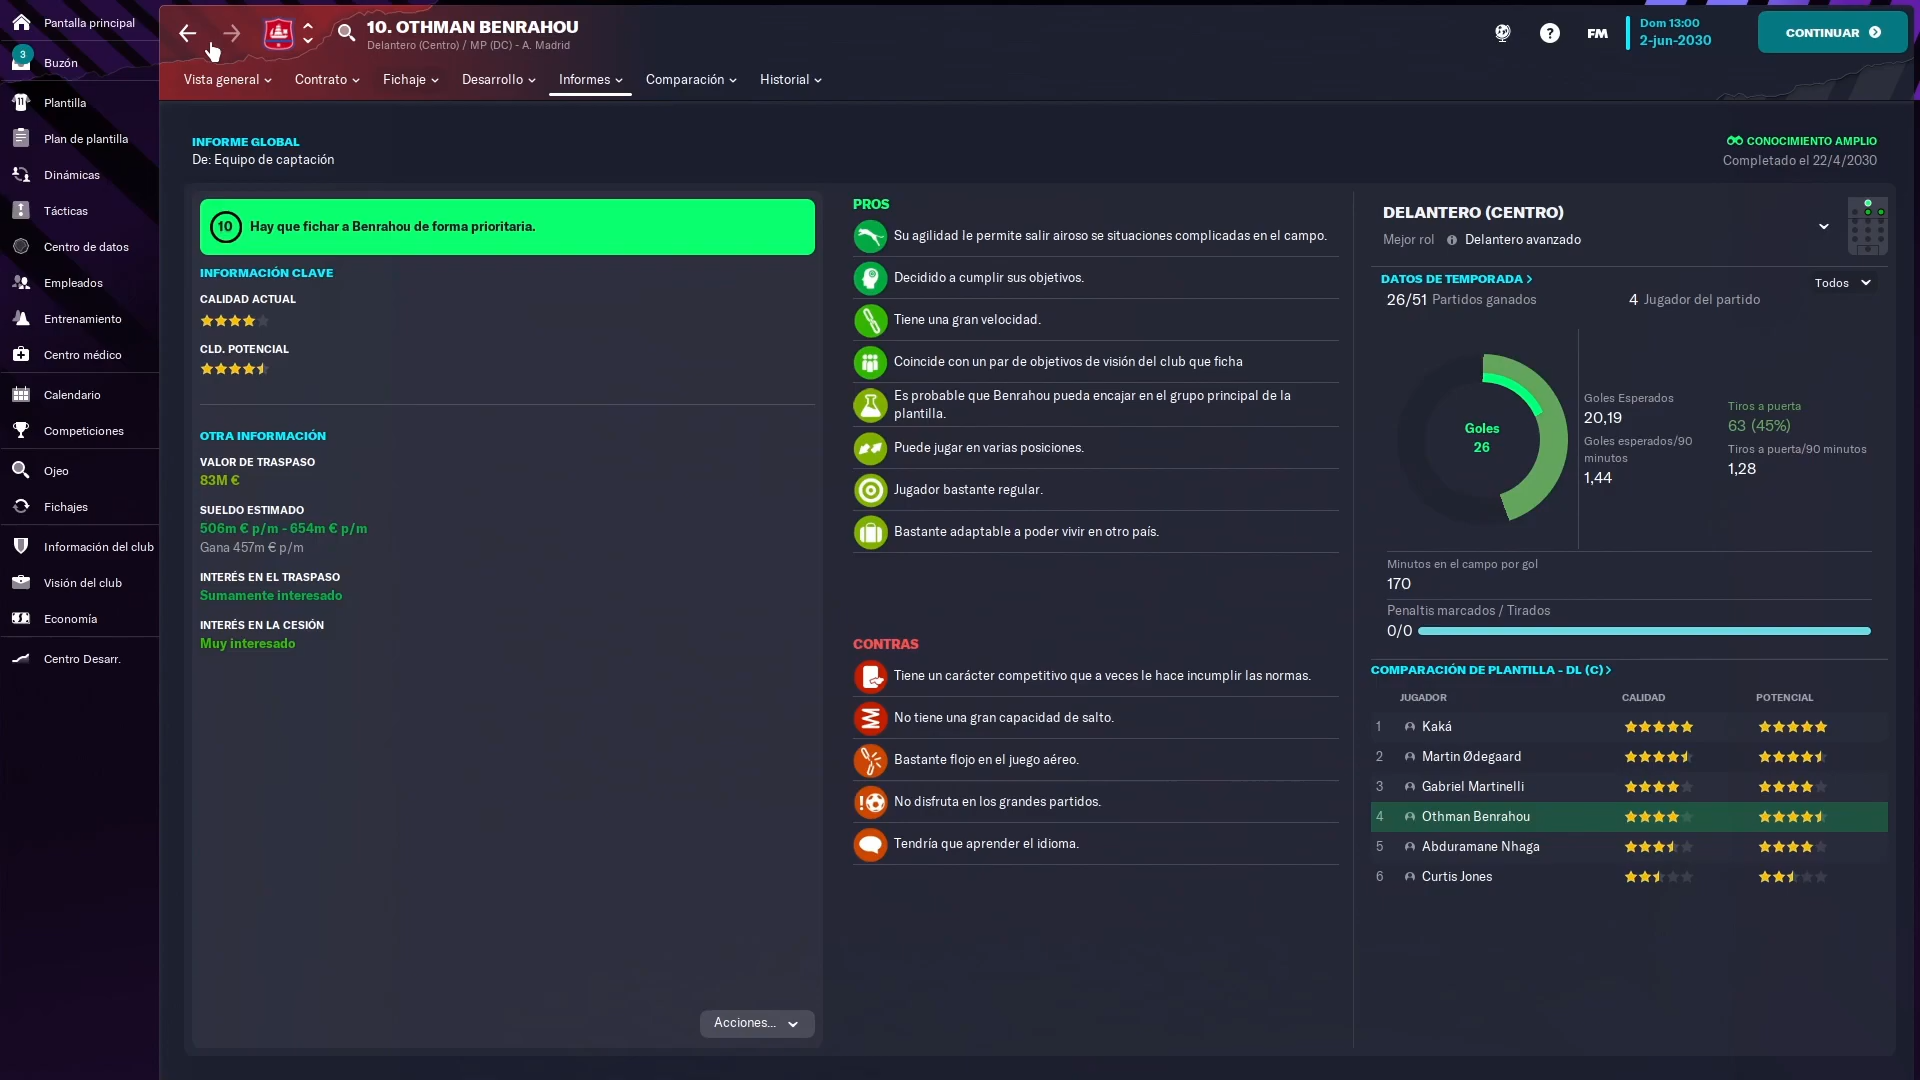 Pantalla principal
3
Buzón
11
Plantilla
Plan de plantilla
Dinámicas
Tácticas
Centro de datos
Empleados
Entrenamiento
Centro médico
Calendario
Competiciones
Ojeo
Fichajes
Información del club
Visión del club
Economía
Centro Desarr.
10. OTHMAN BENRAHOU
Delantero (Centro) / MP (DC) - A. Madrid
?
FM
Dom 13:00
2-jun-2030
CONTINUAR
Vista general
Contrato
Fichaje
Desarrollo
Informes
Comparación
Historial
INFORME GLOBAL
De: Equipo de captación
CONOCIMIENTO AMPLIO
Completado el 22/4/2030
10 Hay que fichar a Benrahou de forma prioritaria.
INFORMACIÓN CLAVE
CALIDAD ACTUAL
CLD. POTENCIAL
OTRA INFORMACIÓN
VALOR DE TRASPASO
83M €
SUELDO ESTIMADO
506m € p/m - 654m € p/m
Gana 457m € p/m
INTERÉS EN EL TRASPASO
Sumamente interesado
INTERÉS EN LA CESIÓN
Muy interesado
Acciones...
PROS
Su agilidad le permite salir airoso se situaciones complicadas en el campo.
Decidido a cumplir sus objetivos.
Tiene una gran velocidad.
Coincide con un par de objetivos de visión del club que ficha
Es probable que Benrahou pueda encajar en el grupo principal de la
plantilla.
Puede jugar en varias posiciones.
Jugador bastante regular.
Bastante adaptable a poder vivir en otro país.
CONTRAS
Tiene un carácter competitivo que a veces le hace incumplir las normas.
No tiene una gran capacidad de salto.
Bastante flojo en el juego aéreo.
No disfruta en los grandes partidos.
Tendría que aprender el idioma.
DELANTERO (CENTRO)
Mejor rol Delantero avanzado
DATOS DE TEMPORADA
Todos
26/51 Partidos ganados
4 Jugador del partido
Goles
26
Goles Esperados
20,19
Goles esperados/90
minutos
1,44
Tiros a puerta
63 (45%)
Tiros a puerta/90 minutos
1,28
Minutos en el campo por gol
170
Penaltis marcados / Tirados
0/0
COMPARACIÓN DE PLANTILLA - DL (C)
JUGADOR CALIDAD POTENCIAL
1 Kaká
2 Martin Ødegaard
3 Gabriel Martinelli
4 Othman Benrahou
5 Abduramane Nhaga
6 Curtis Jones